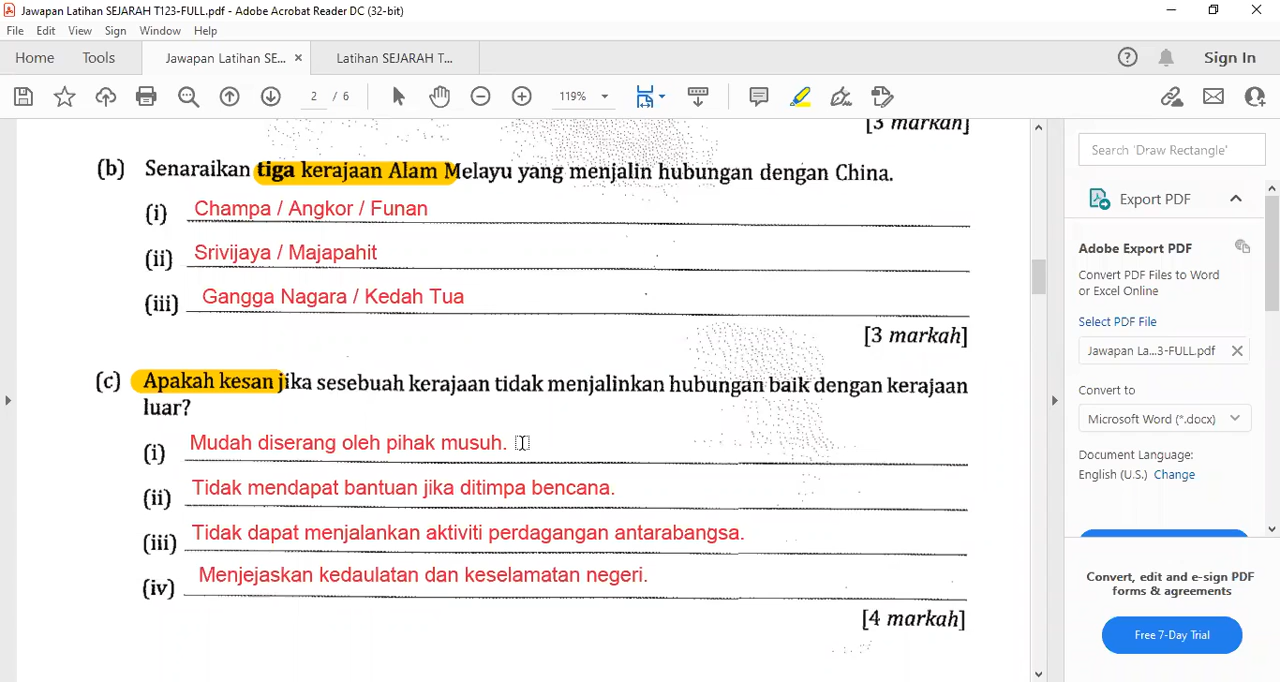 Jawapan Latihan SEJARAH T123-FULL.pdf - Adobe Acrobat Reader DC (32-bit)
File Edit View Sign Window Help
Home Tools Jawapan Latihan SE... × Latihan SEJARAH T... Sign In
2 / 6 119%
[3 markah]
(b) Senaraikan tiga kerajaan Alam Melayu yang menjalin hubungan dengan China.
(i) Champa / Angkor / Funan
(ii) Srivijaya / Majapahit
(iii) Gangga Nagara / Kedah Tua
[3 markah]
(c) Apakah kesan jika sesebuah kerajaan tidak menjalinkan hubungan baik dengan kerajaan
luar?
(i) Mudah diserang oleh pihak musuh.
(ii) Tidak mendapat bantuan jika ditimpa bencana.
(iii) Tidak dapat menjalankan aktiviti perdagangan antarabangsa.
(iv) Menjejaskan kedaulatan dan keselamatan negeri.
[4 markah]
Search 'Draw Rectangle'
Export PDF
Adobe Export PDF
Convert PDF Files to Word
or Excel Online
Select PDF File
Jawapan La...3-FULL.pdf
Convert to
Microsoft Word (*.docx)
Document Language:
English (U.S.) Change
Convert, edit and e-sign PDF
forms & agreements
Free 7-Day Trial